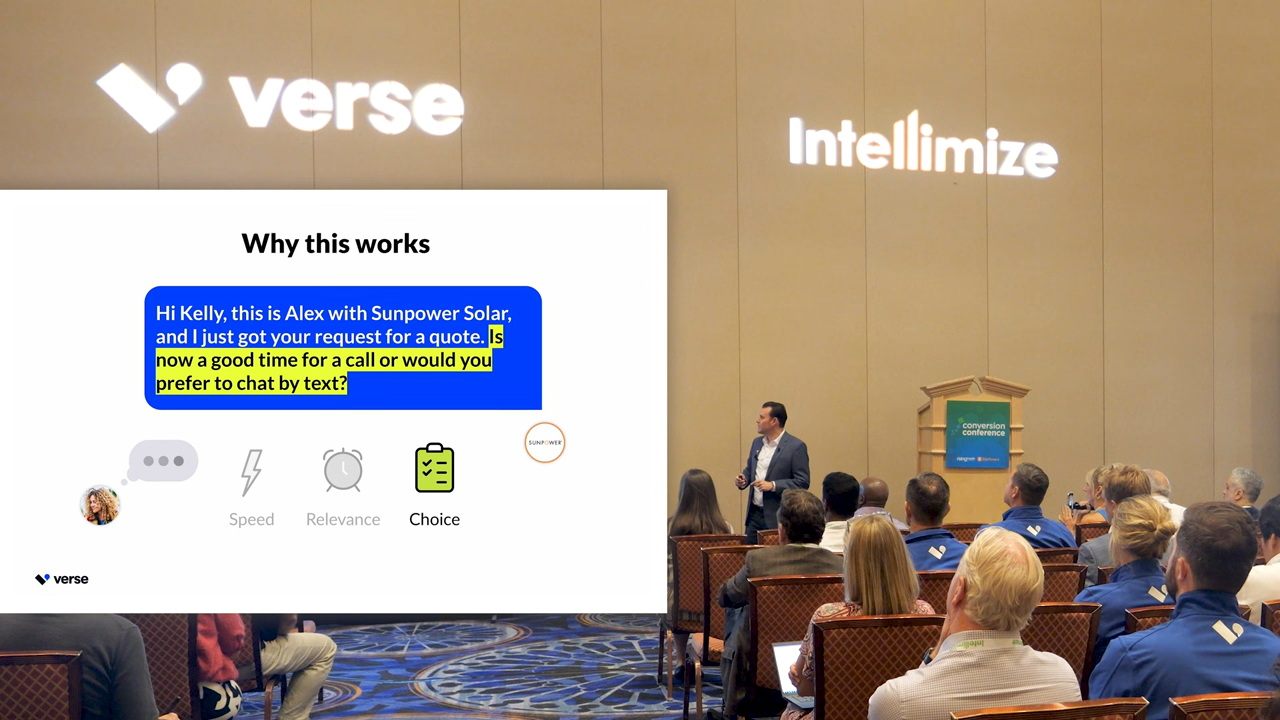 verse
Intellimize
Why this works
Hi Kelly, this is Alex with Sunpower Solar,
and I just got your request for a quote. Is
now a good time for a call or would you
prefer to chat by text?
SUNPOWER
Speed
Relevance
Choice
verse
conversion
conference